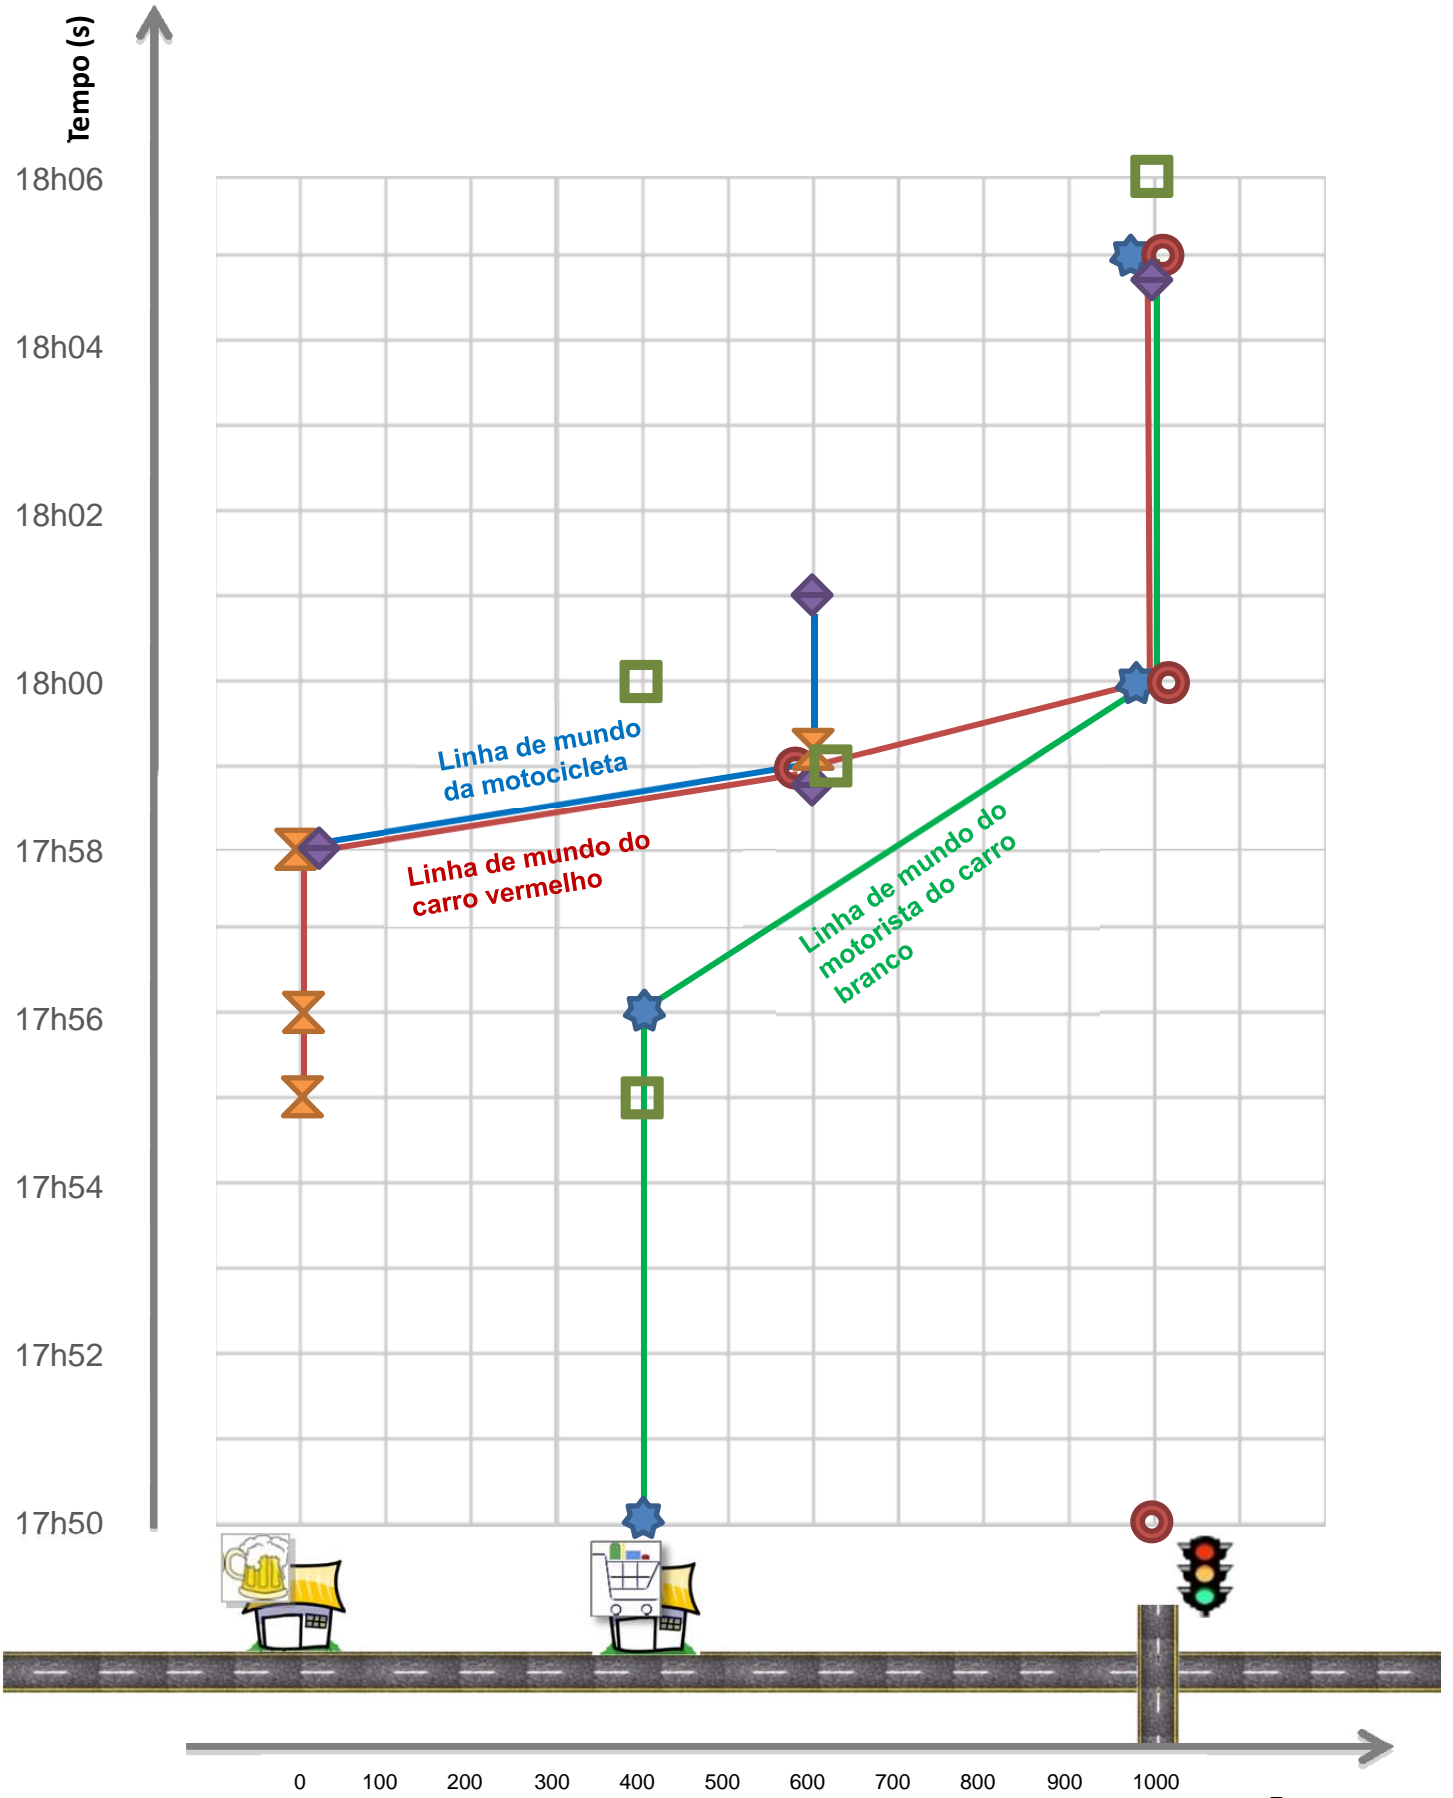 Tempo (s)
18h06
18h04
18h02
18h00
17h58
17h56
17h54
17h52
17h50
Linha de mundo
da motocicleta
Linha de mundo do
carro vermelho
Linha de mundo do
motorista do carro
branco
0 100 200 300 400 500 600 700 800 900 1000